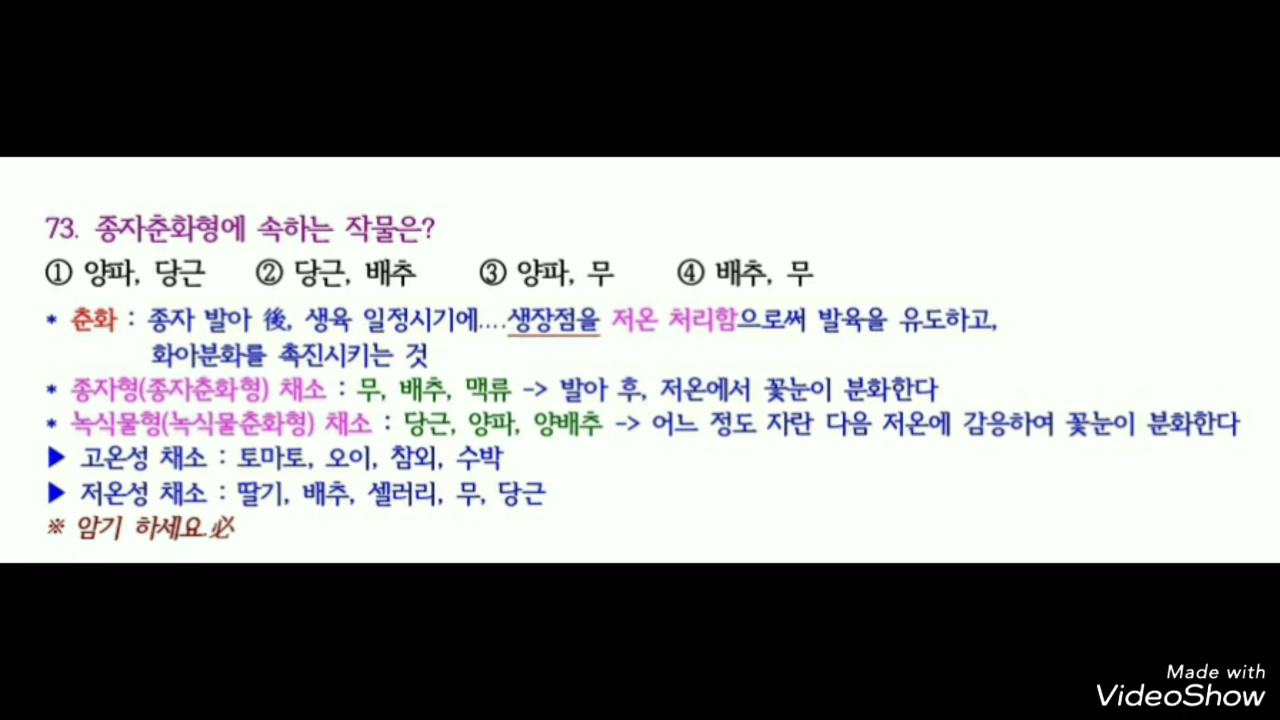 73. 종자춘화형에 속하는 작물은?
① 양파, 당근 ② 당근, 배추 ③ 양파, 무 ④ 배추, 무
* 춘화 : 종자 발아 後, 생육 일정시기에....생장점을 저온 처리함으로써 발육을 유도하고,
화아분화를 촉진시키는 것
* 종자형(종자춘화형) 채소 : 무, 배추, 맥류 -> 발아 후, 저온에서 꽃눈이 분화한다
* 녹식물형(녹식물춘화형) 채소 : 당근, 양파, 양배추 -> 어느 정도 자란 다음 저온에 감응하여 꽃눈이 분화한다
▶ 고온성 채소 : 토마토, 오이, 참외, 수박
▶ 저온성 채소 : 딸기, 배추, 셀러리, 무, 당근
※ 암기 하세요.必
Made with
VideoShow